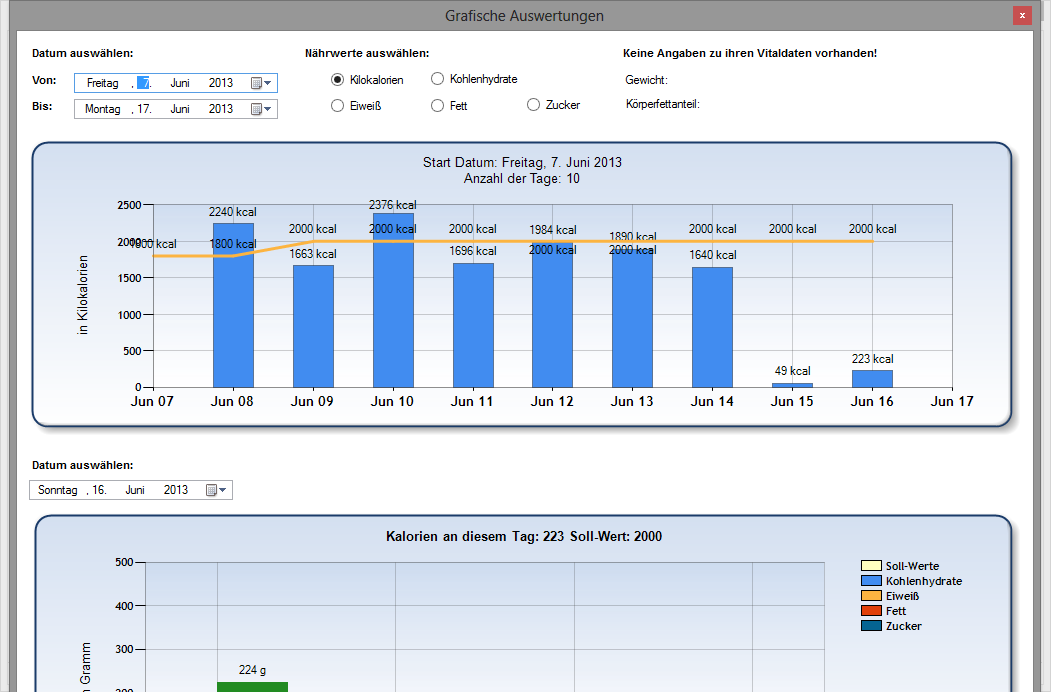 Grafische Auswertungen
x
Datum auswählen:
Nährwerte auswählen:
Keine Angaben zu ihren Vitaldaten vorhanden!
Von:
Freitag , 7. Juni 2013
Kilokalorien
Kohlenhydrate
Gewicht:
Bis:
Montag , 17. Juni 2013
Eiweiß
Fett
Zucker
Körperfettanteil:
Start Datum: Freitag, 7. Juni 2013
Anzahl der Tage: 10
in Kilokalorien
2500
2000
1500
1000
500
0
2240 kcal
2376 kcal
2000 kcal
2000 kcal
2000 kcal
1984 kcal
1890 kcal
2000 kcal
2000 kcal
2000 kcal
1800 kcal
1663 kcal
1696 kcal
2000 kcal
2000 kcal
1640 kcal
49 kcal
223 kcal
Jun 07
Jun 08
Jun 09
Jun 10
Jun 11
Jun 12
Jun 13
Jun 14
Jun 15
Jun 16
Jun 17
Datum auswählen:
Sonntag , 16. Juni 2013
Kalorien an diesem Tag: 223 Soll-Wert: 2000
500
400
300
Gramm
224 g
Soll-Werte
Kohlenhydrate
Eiweiß
Fett
Zucker